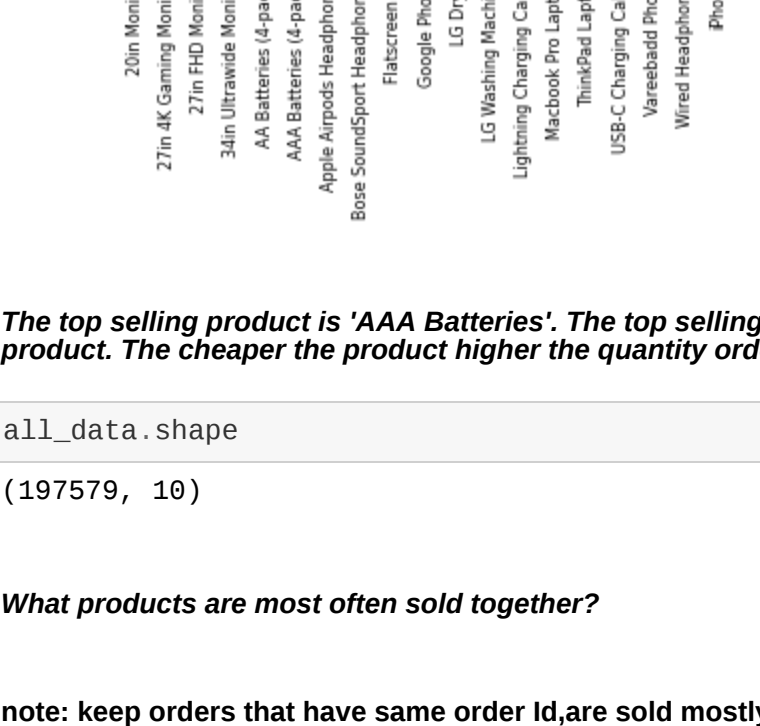 20in Moni
27in 4K Gaming Moni
27in FHD Moni
34in Ultrawide Moni
AA Batteries (4-pa
AAA Batteries (4-pa
Apple Airpods Headphor
Bose SoundSport Headphor
Flatscreen
Google Pho
LG Dry
LG Washing Machi
Lightning Charging Ca
Macbook Pro Lapt
ThinkPad Lapt
USB-C Charging Ca
Vareebadd Pho
Wired Headphor
iPho
The top selling product is 'AAA Batteries'. The top selling
product. The cheaper the product higher the quantity ord
all_data.shape
(197579, 10)
What products are most often sold together?
note: keep orders that have same order Id,are sold mostly